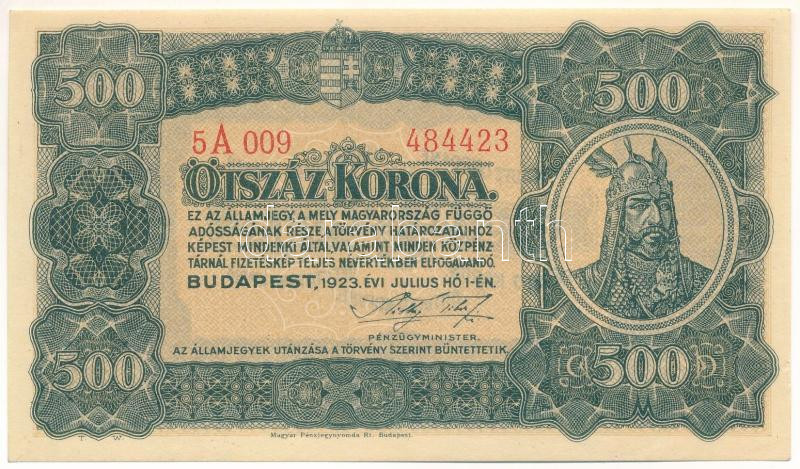 500
500
5A 009
484423
ÖTSZÁZ KORONA.
EZ AZ ÁLLAMJEGY, A MELY MAGYARORSZÁG FÜGGŐ
ADÓSSÁGÁNAK RÉSZE, A TÖRVÉNY HATÁROZATAIHOZ
KÉPEST MINDENKI ÁLTAL, VALAMINT MINDEN KÖZPÉNZ
TÁRNÁL FIZETÉSKÉP TELJES NÉVÉRTÉKBEN ELFOGADANDÓ.
BUDAPEST, 1923. ÉVI JULIUS HÓ 1-ÉN.
PÉNZÜGYMINISTER.
AZ ÁLLAMJEGYEK UTÁNZÁSA A TÖRVÉNY SZERINT BÜNTETTETIK
500
500
T. W.
Magyar Pénzjegynyomda Rt. Budapest.